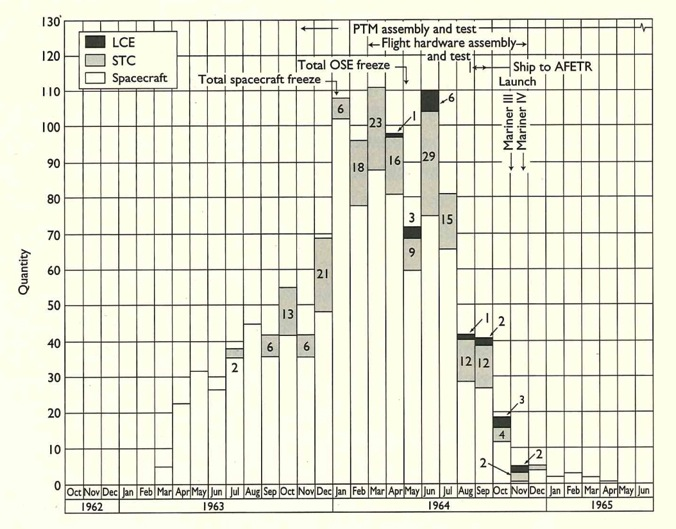 130
120
110
100
90
80
70
60
50
40
30
20
10
0
Quantity
LCE
STC
Spacecraft
PTM assembly and test
Flight hardware assembly
and test
Total OSE freeze
Ship to AFETR
Total spacecraft freeze
Launch
Mariner III
Mariner IV
2
6
13
6
21
6
18
23
1
16
3
9
6
29
15
1
12
2
12
3
4
2
2
Oct Nov Dec Jan Feb Mar Apr May Jun Jul Aug Sep Oct Nov Dec Jan Feb Mar Apr May Jun Jul Aug Sep Oct Nov Dec Jan Feb Mar Apr May Jun
1962 1963 1964 1965